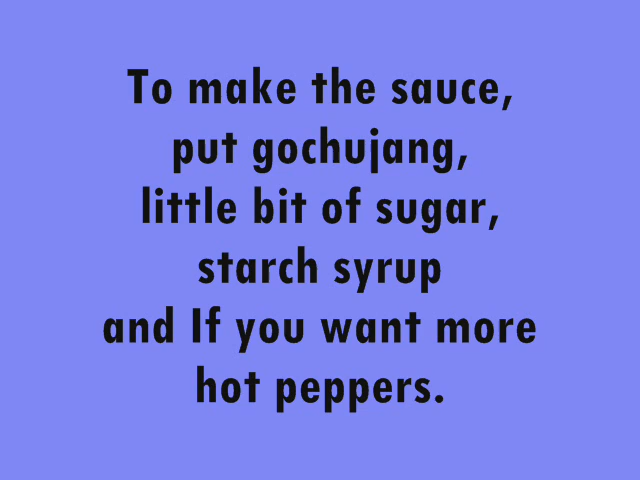 To make the sauce,
put gochujang,
little bit of sugar,
starch syrup
and If you want more
hot peppers.